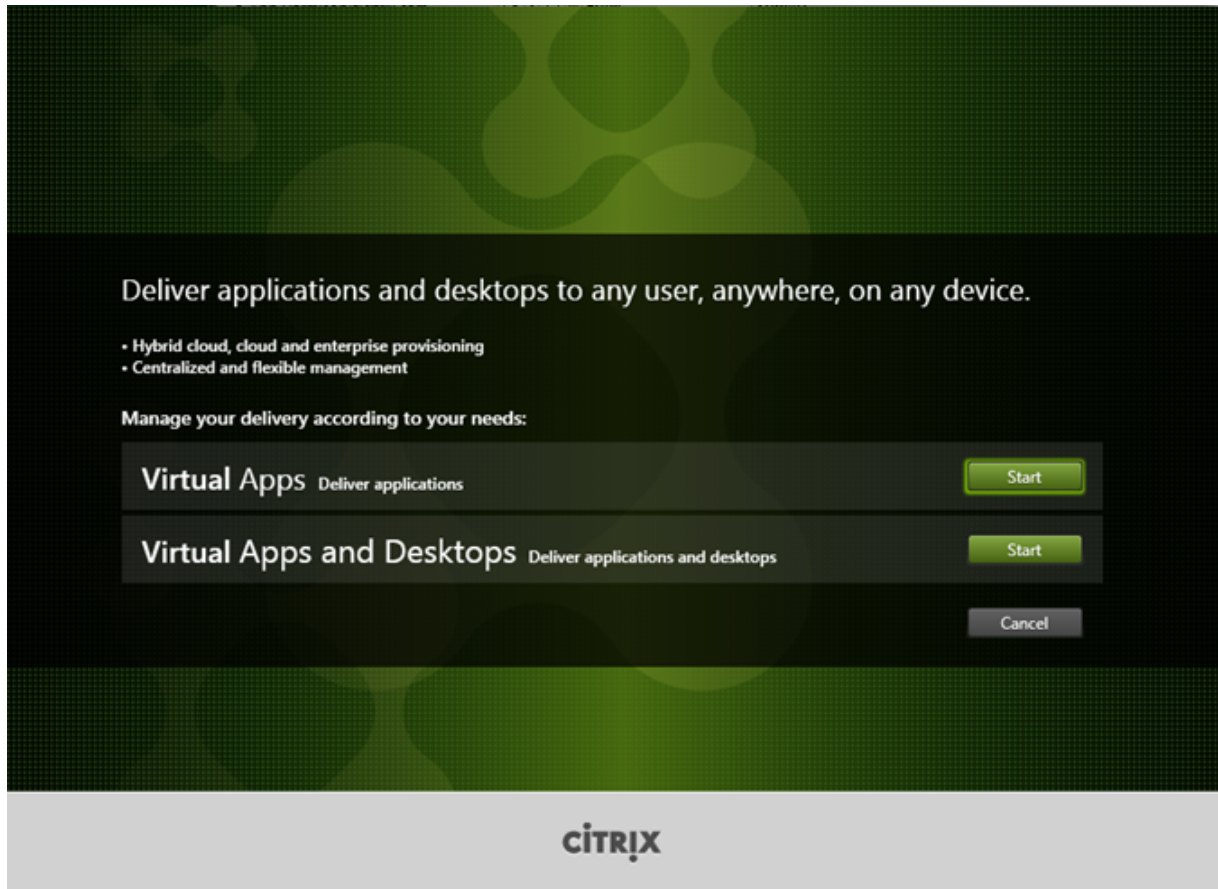 Deliver applications and desktops to any user, anywhere, on any device.
• Hybrid cloud, cloud and enterprise provisioning
• Centralized and flexible management
Manage your delivery according to your needs:
Virtual Apps Deliver applications
Start
Virtual Apps and Desktops Deliver applications and desktops
Start
Cancel
CİTRỊX